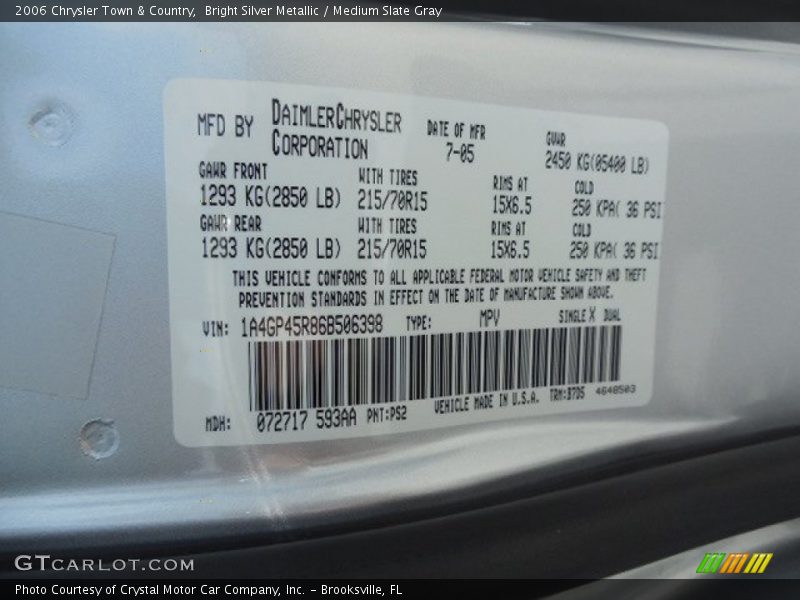 2006 Chrysler Town & Country, Bright Silver Metallic / Medium Slate Gray
MFD BY DAIMLERCHRYSLER CORPORATION DATE OF MFR 7-05 GVWR 2450 KG(05400 LB)
GAWR FRONT WITH TIRES RIMS AT COLD
1293 KG(2850 LB) 215/70R15 15X6.5 250 KPA( 36 PSI
GAWR REAR WITH TIRES RIMS AT COLD
1293 KG(2850 LB) 215/70R15 15X6.5 250 KPA( 36 PSI
THIS VEHICLE CONFORMS TO ALL APPLICABLE FEDERAL MOTOR VEHICLE SAFETY AND THEFT
PREVENTION STANDARDS IN EFFECT ON THE DATE OF MANUFACTURE SHOWN ABOVE.
VIN: 1A4GP45R86B506398 TYPE: MPV SINGLE X DUAL
MDH: 072717 593AA PNT:PS2 VEHICLE MADE IN U.S.A. TRM:B7D5 4648503
GTCARLOT.COM
Photo Courtesy of Crystal Motor Car Company, Inc. - Brooksville, FL